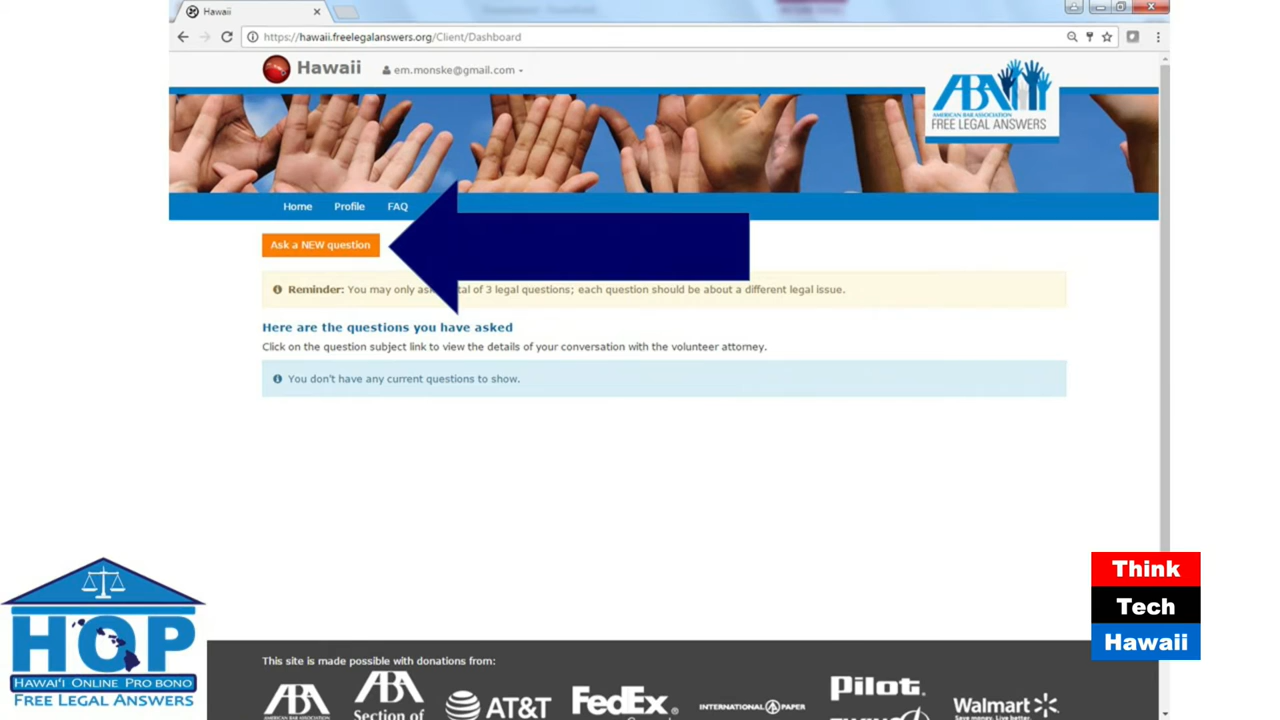 Hawaii
https://hawaii.freelegalanswers.org/Client/Dashboard
Hawaii em.monske@gmail.com
ABA
AMERICAN BAR ASSOCIATION
FREE LEGAL ANSWERS
Home Profile FAQ
Ask a NEW question
Reminder: You may only as tal of 3 legal questions; each question should be about a different legal issue.
Here are the questions you have asked
Click on the question subject link to view the details of your conversation with the volunteer attorney.
You don't have any current questions to show.
Think
Tech
Hawaii
HOP
HAWAI'I ONLINE PRO BONO
FREE LEGAL ANSWERS
This site is made possible with donations from:
ABA
AMERICAN BAR ASSOCIATION
ABA
Section of
AT&T
FedEx
INTERNATIONAL PAPER
Pilot
Walmart
Save money. Live better.